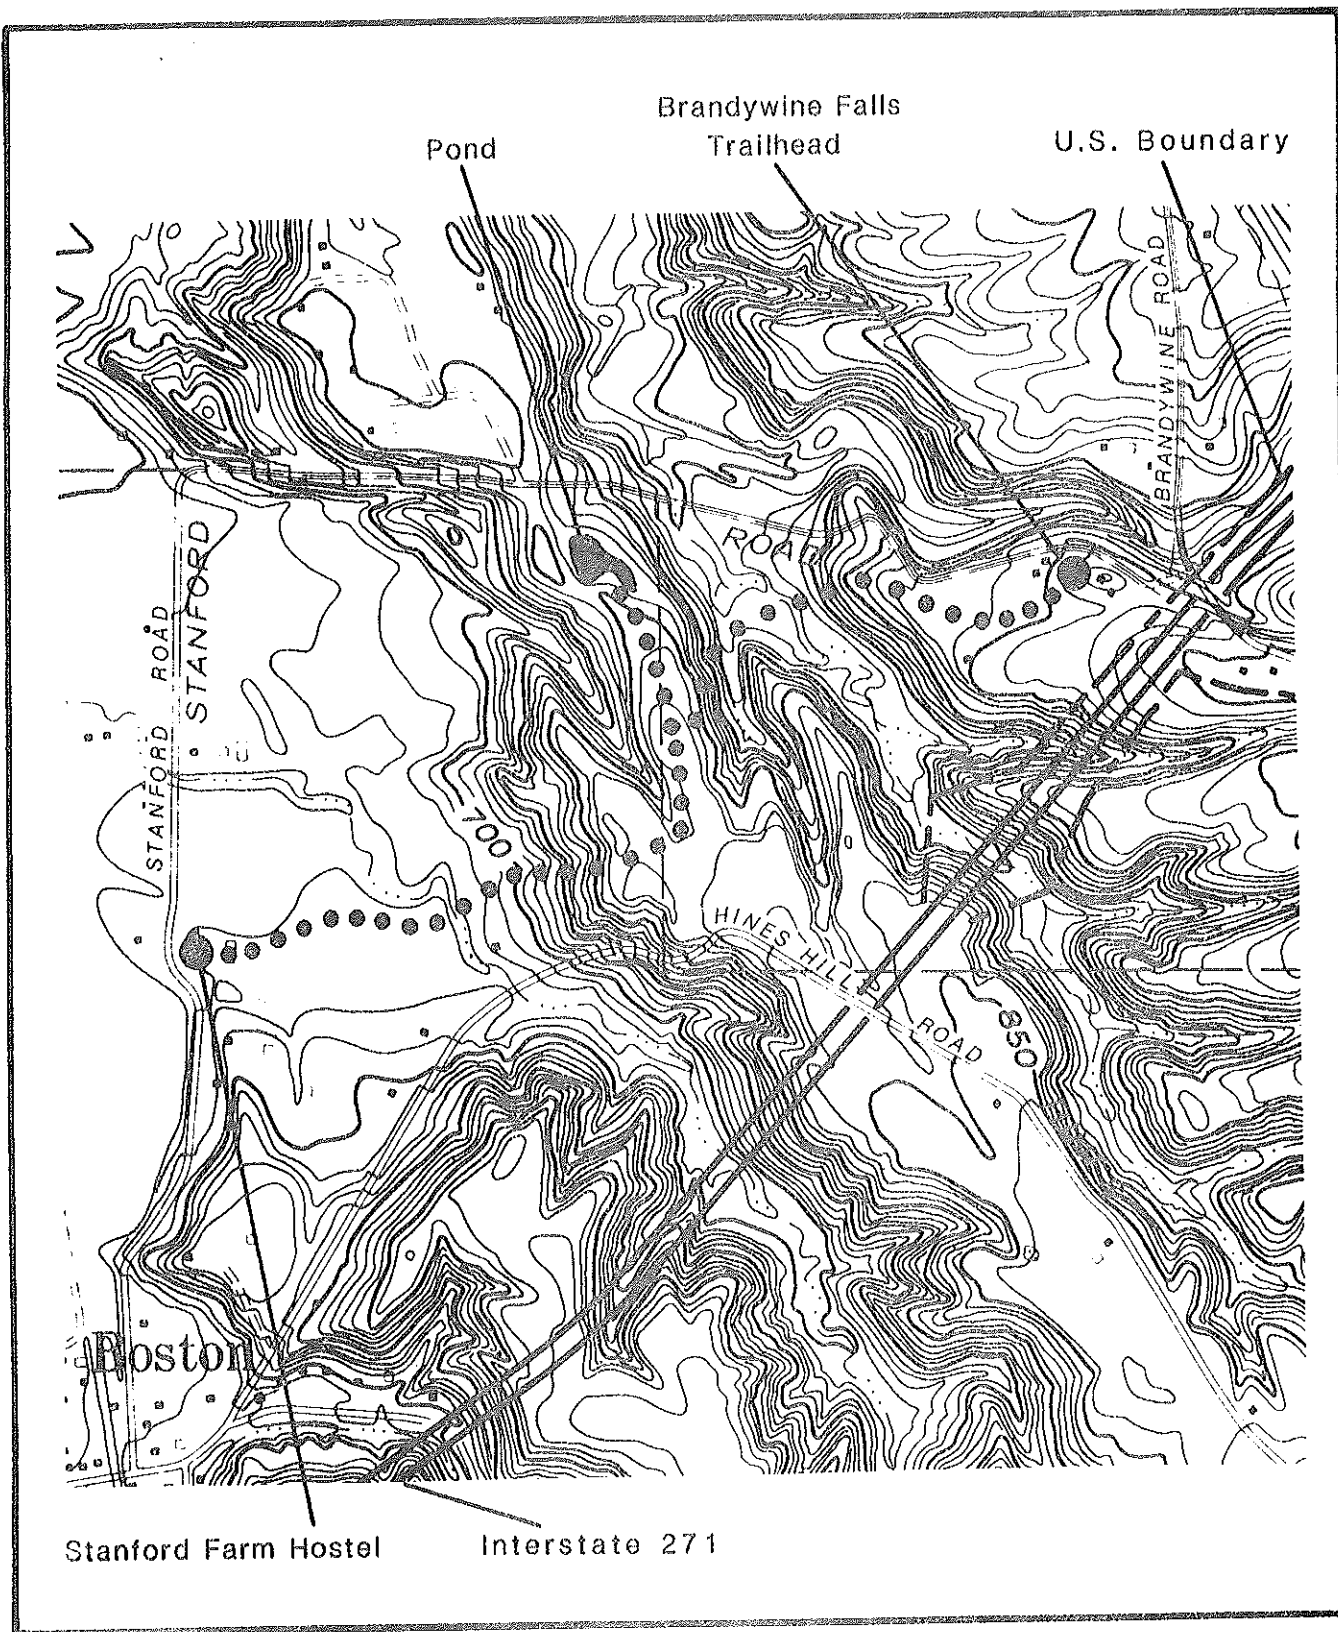 Brandywine Falls
Trailhead
Pond
U.S. Boundary
BRANDYWINE ROAD
STANFORD
ROAD
STANFORD ROAD
700
HINES HILL
ROAD
850
Boston
Stanford Farm Hostel
Interstate 271